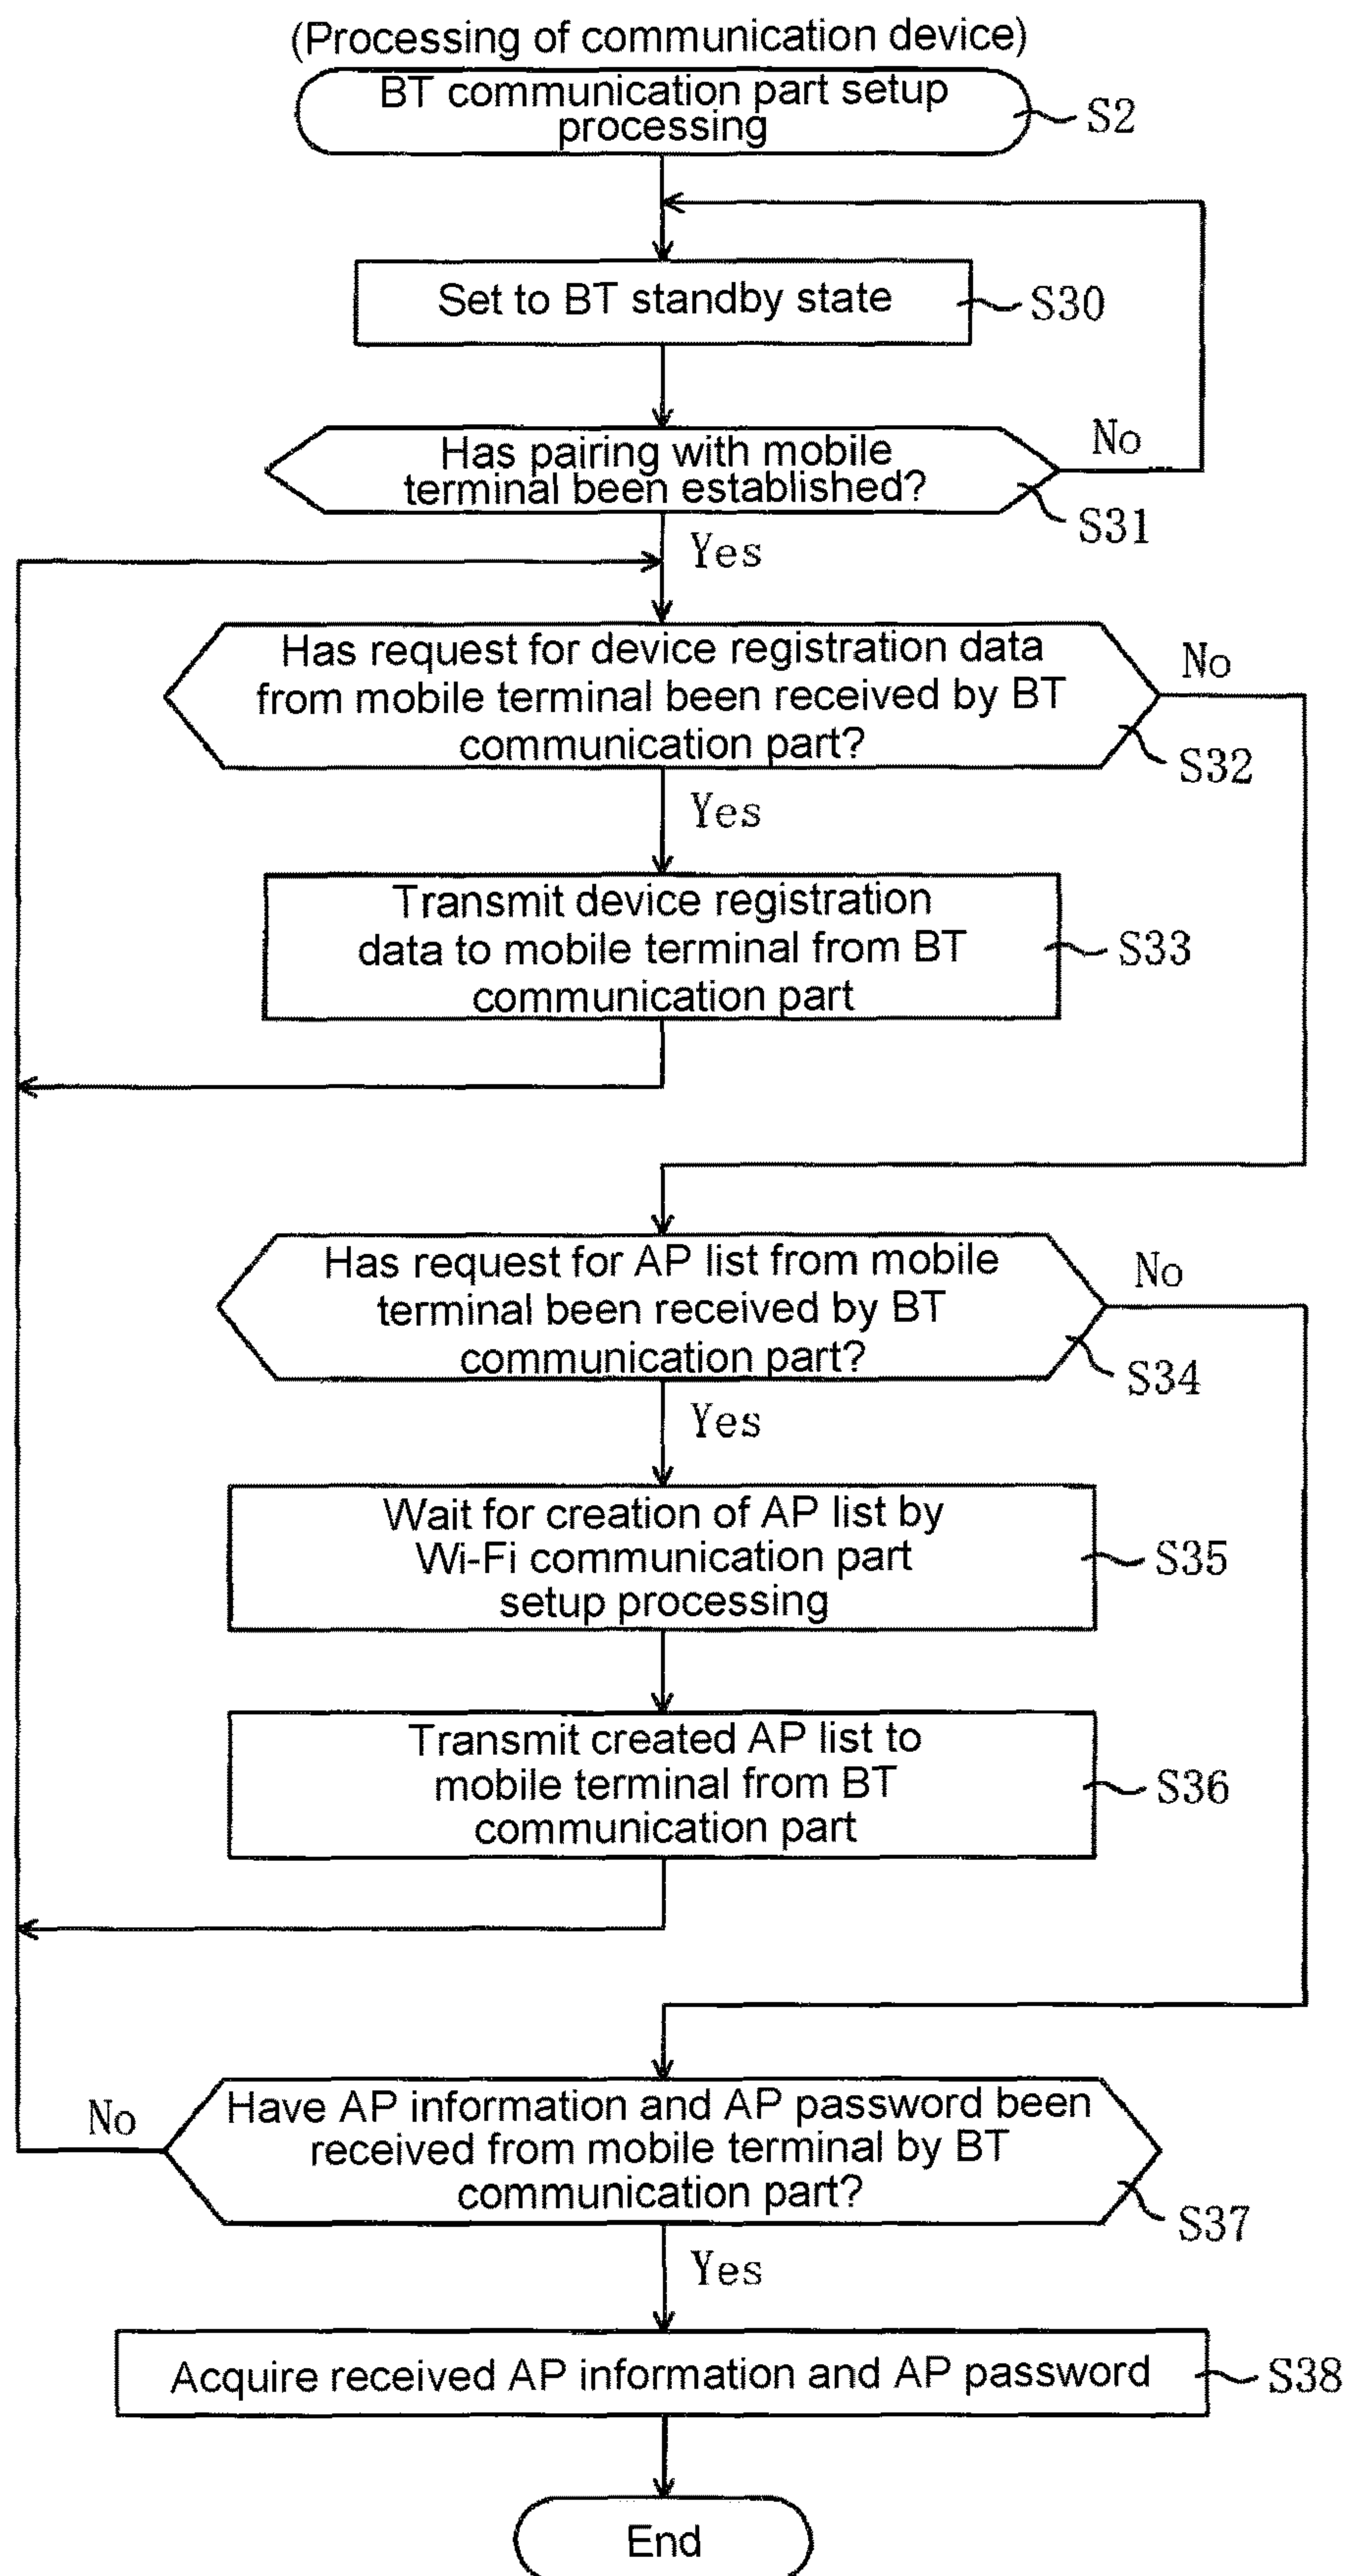 (Processing of communication device)
BT communication part setup
processing
S2
Set to BT standby state
S30
Has pairing with mobile
terminal been established?
No
S31
Yes
Has request for device registration data
from mobile terminal been received by BT
communication part?
No
S32
Yes
Transmit device registration
data to mobile terminal from BT
communication part
S33
Has request for AP list from mobile
terminal been received by BT
communication part?
No
S34
Yes
Wait for creation of AP list by
Wi-Fi communication part
setup processing
S35
Transmit created AP list to
mobile terminal from BT
communication part
S36
No
Have AP information and AP password been
received from mobile terminal by BT
communication part?
S37
Yes
Acquire received AP information and AP password
S38
End